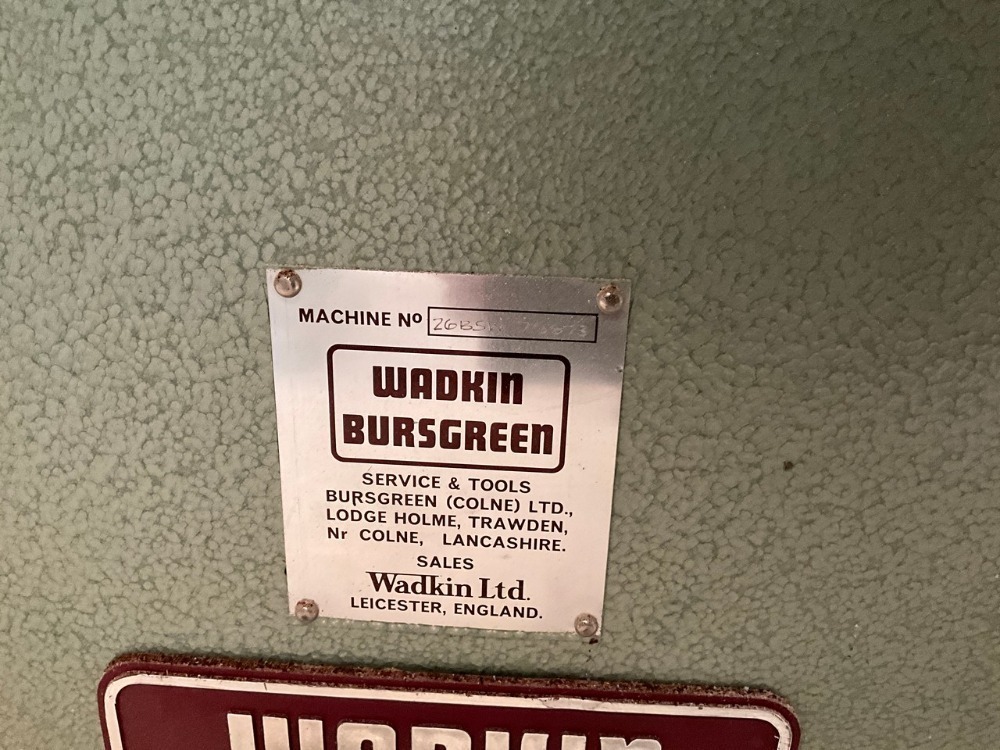 MACHINE Nº
WADKIN
BURSGREEN
SERVICE & TOOLS
BURSGREEN (COLNE) LTD.,
LODGE HOLME, TRAWDEN,
Nr COLNE, LANCASHIRE.
SALES
Wadkin Ltd.
LEICESTER, ENGLAND.
WADKIN